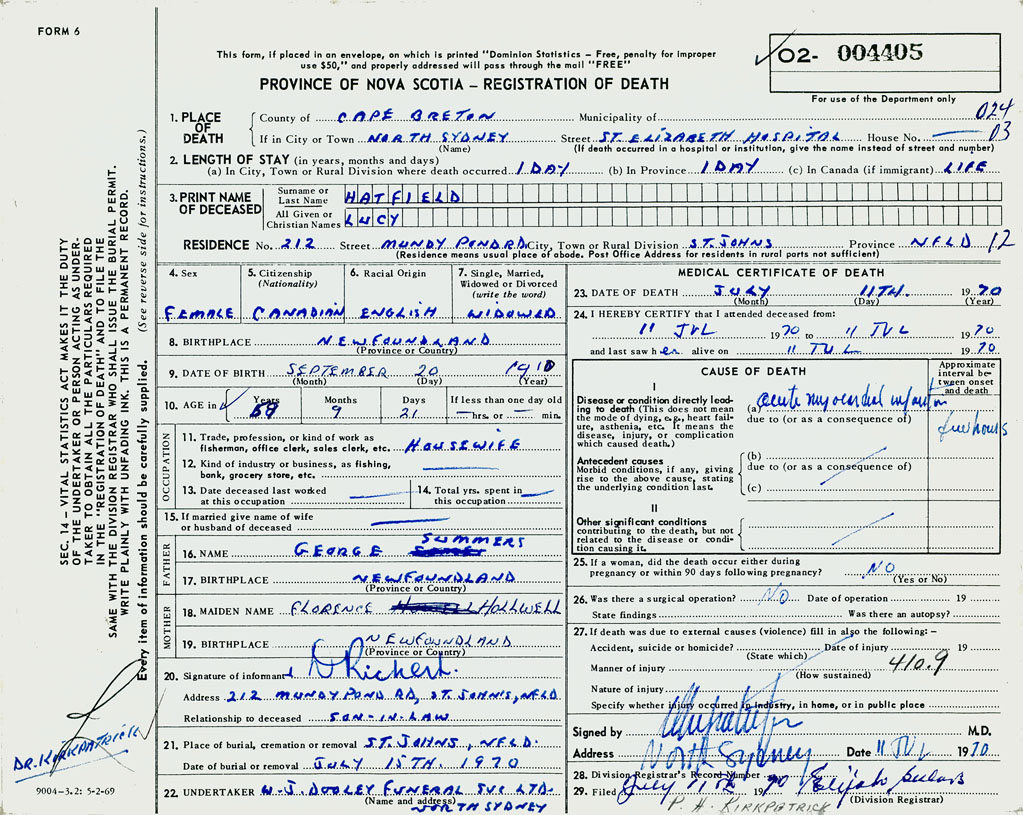 FORM 6
This form, if placed in an envelope, on which is printed "Dominion Statistics – Free, penalty for improper
use $50," and properly addressed will pass through the mail "FREE"
PROVINCE OF NOVA SCOTIA – REGISTRATION OF DEATH
O2- 004405
For use of the Department only
SEC. 14 – VITAL STATISTICS ACT MAKES IT THE DUTY
OF THE UNDERTAKER OR PERSON ACTING AS UNDER-
TAKER TO OBTAIN ALL THE PARTICULARS REQUIRED
IN THE "REGISTRATION OF DEATH" AND TO FILE THE
SAME WITH THE DIVISION REGISTRAR WHO SHALL ISSUE THE BURIAL PERMIT.
WRITE PLAINLY WITH UNFADING INK. THIS IS A PERMANENT RECORD.
Every item of information should be carefully supplied. (See reverse side for instructions.)
1. PLACE OF DEATH
County of CAPE BRETON Municipality of 024
If in City or Town NORTH SYDNEY Street ST. ELIZABETH HOSPITAL House No. 03
(Name) (If death occurred in a hospital or institution, give the name instead of street and number)
2. LENGTH OF STAY (in years, months and days)
(a) In City, Town or Rural Division where death occurred 1 DAY (b) In Province 1 DAY (c) In Canada (if immigrant) LIFE
3. PRINT NAME OF DECEASED
Surname or Last Name HATFIELD
All Given or Christian Names LUCY
RESIDENCE No. 212 Street MUNDY POND RD. City, Town or Rural Division ST. JOHNS Province NFLD 12
(Residence means usual place of abode. Post Office Address for residents in rural parts not sufficient)
4. Sex FEMALE
5. Citizenship (Nationality) CANADIAN
6. Racial Origin ENGLISH
7. Single, Married, Widowed or Divorced (write the word) WIDOWED
8. BIRTHPLACE NEWFOUNDLAND
(Province or Country)
9. DATE OF BIRTH SEPTEMBER 20 1910
(Month) (Day) (Year)
10. AGE in Years Months 9 Days 21 If less than one day old hrs. or min.
OCCUPATION
11. Trade, profession, or kind of work as
fisherman, office clerk, sales clerk, etc. HOUSEWIFE
12. Kind of industry or business, as fishing,
bank, grocery store, etc.
13. Date deceased last worked at this occupation
14. Total yrs. spent in this occupation
15. If married give name of wife
or husband of deceased
FATHER
16. NAME GEORGE SUMMERS
17. BIRTHPLACE NEWFOUNDLAND
(Province or Country)
MOTHER
18. MAIDEN NAME FLORENCE HOLLWELL
19. BIRTHPLACE NEWFOUNDLAND
(Province or Country)
20. Signature of informant D Richert.
Address 212 MUNDY POND RD, ST. JOHN'S, NFLD
Relationship to deceased SON-IN-LAW
21. Place of burial, cremation or removal ST. JOHNS, NFLD.
Date of burial or removal JULY 15TH. 1970
22. UNDERTAKER W.J. DOOLEY FUNERAL SVC LTD.
(Name and address) NORTH SYDNEY
DR. KIRKPATRICK
9004–3.2: 5-2-69
MEDICAL CERTIFICATE OF DEATH
23. DATE OF DEATH JULY 11TH. 1970
(Month) (Day) (Year)
24. I HEREBY CERTIFY that I attended deceased from:
11 JUL 1970 to 11 JUL 1970
and last saw her alive on 11 JUL 1970
CAUSE OF DEATH
Approximate interval between onset and death
I
Disease or condition directly lead-
ing to death (This does not mean
the mode of dying, e.g., heart fail-
ure, asthenia, etc. It means the
disease, injury, or complication
which caused death.)
(a) acute myocardial infarction
due to (or as a consequence of)
few hours
Antecedent causes
Morbid conditions, if any, giving
rise to the above cause, stating
the underlying condition last.
(b)
due to (or as a consequence of)
(c)
II
Other significant conditions
contributing to the death, but not
related to the disease or condi-
tion causing it.
25. If a woman, did the death occur either during
pregnancy or within 90 days following pregnancy? NO
(Yes or No)
26. Was there a surgical operation? NO Date of operation 19
State findings Was there an autopsy?
27. If death was due to external causes (violence) fill in also the following: –
Accident, suicide or homicide? Date of injury 19
(State which)
410.9
Manner of injury
(How sustained)
Nature of injury
Specify whether injury occurred in industry, in home, or in public place
Signed by M.D.
Address North Sydney Date 11 JUL 1970
28. Division Registrar's Record Number
29. Filed July 11th 1970 Elijah
(Division Registrar)
P. H. KIRKPATRICK